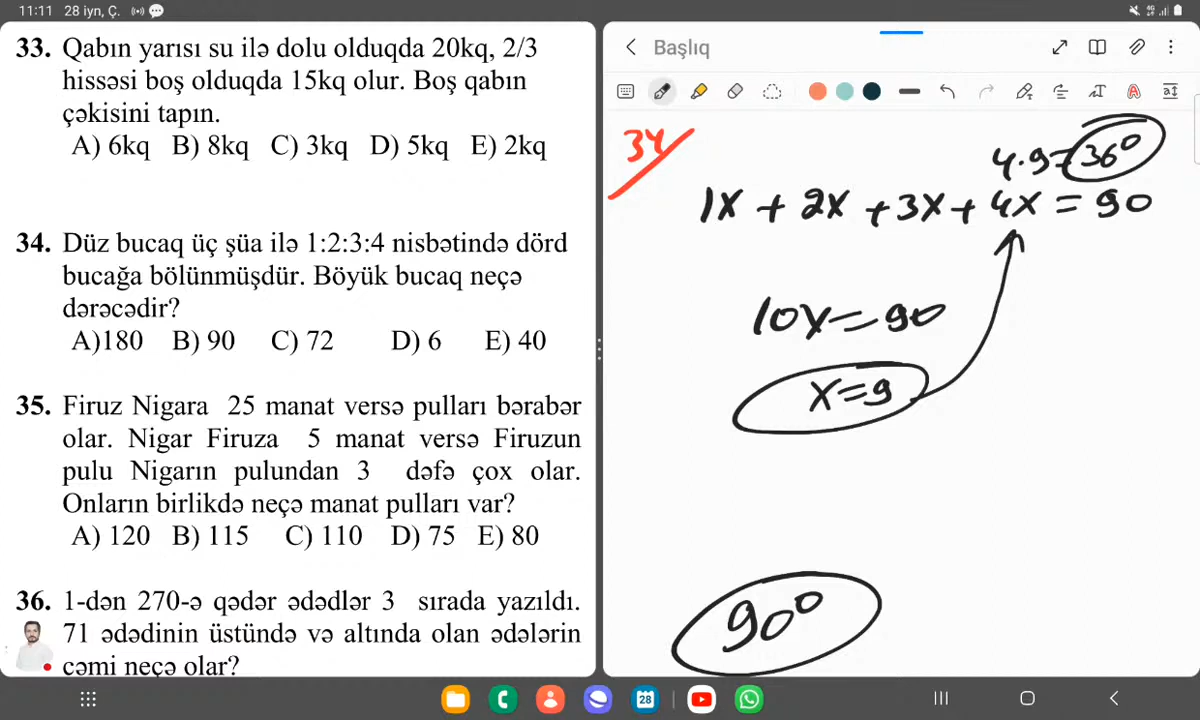 11:11 28 iyn, Ç.
33. Qabın yarısı su ilə dolu olduqda 20kq, 2/3
hissəsi boş olduqda 15kq olur. Boş qabın
çəkisini tapın.
A) 6kq B) 8kq C) 3kq D) 5kq E) 2kq
34. Düz bucaq üç şüa ilə 1:2:3:4 nisbətində dörd
bucağa bölünmüşdür. Böyük bucaq neçə
dərəcədir?
A)180 B) 90 C) 72 D) 6 E) 40
35. Firuz Nigara 25 manat versə pulları bərabər
olar. Nigar Firuza 5 manat versə Firuzun
pulu Nigarın pulundan 3 dəfə çox olar.
Onların birlikdə neçə manat pulları var?
A) 120 B) 115 C) 110 D) 75 E) 80
36. 1-dən 270-ə qədər ədədlər 3 sırada yazıldı.
71 ədədinin üstündə və altında olan ədələrin
cəmi neçə olar?
Başlıq
34
4·9=36°
1x + 2x + 3x + 4x = 90
10x=90
x=9
90°
28